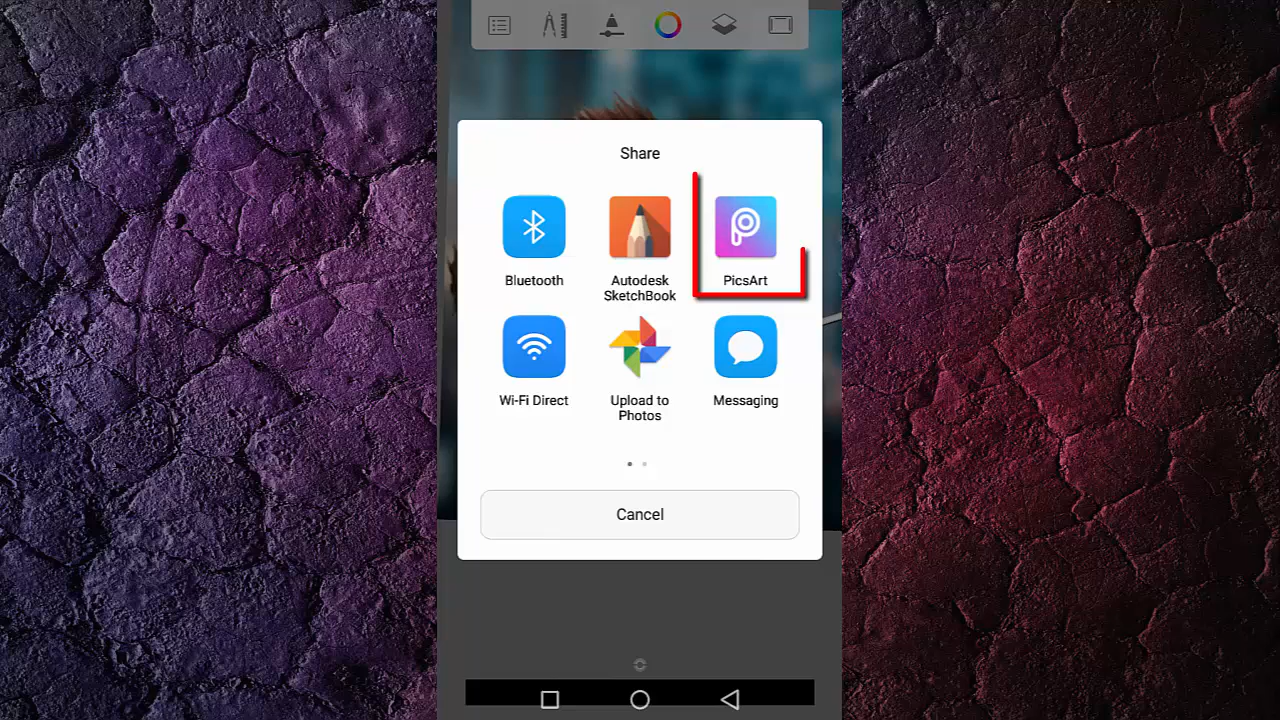 Share
Bluetooth
Autodesk
SketchBook
PicsArt
Wi-Fi Direct
Upload to
Photos
Messaging
Cancel